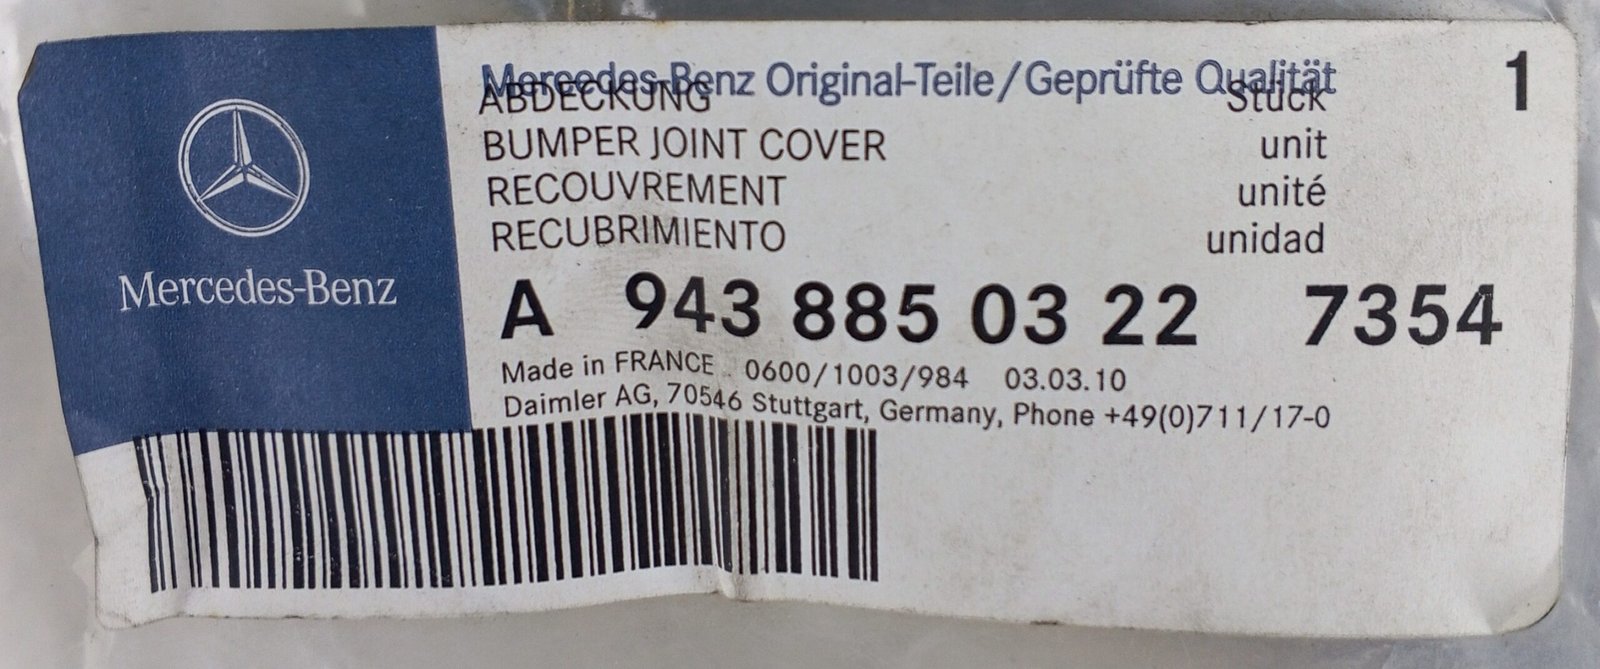 Mercedes-Benz
Mercedes-Benz Original-Teile/Geprüfte Qualität
ABDECKUNG Stück 1
BUMPER JOINT COVER unit
RECOUVREMENT unité
RECUBRIMIENTO unidad
A 943 885 03 22 7354
Made in FRANCE 0600/1003/984 03.03.10
Daimler AG, 70546 Stuttgart, Germany, Phone +49(0)711/17-0